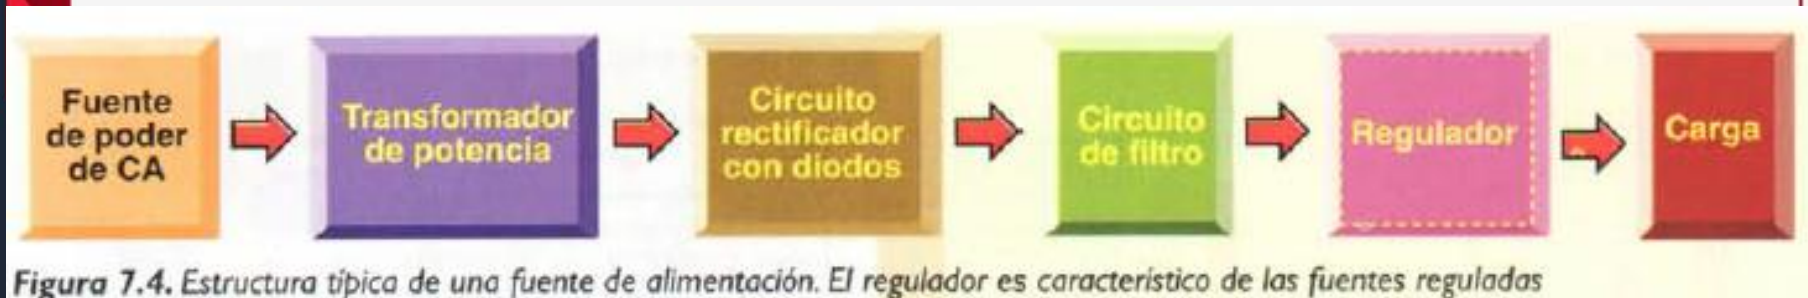 Fuente
de poder
de CA
Transformador
de potencia
Circuito
rectificador
con diodos
Circuito
de filtro
Regulador
Carga
Figura 7.4. Estructura típica de una fuente de alimentación. El regulador es característico de las fuentes reguladas